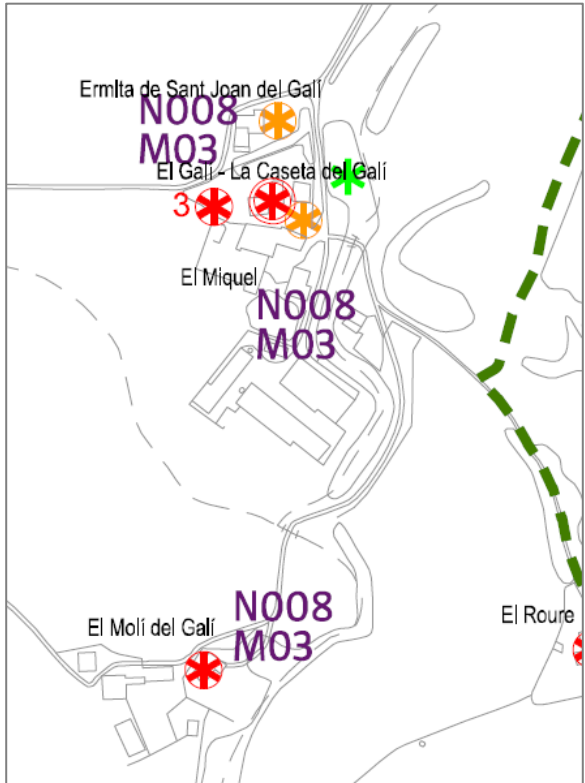 Ermita de Sant Joan del Galí
N008
M03
El Galí - La Caseta del Galí
3
El Miquel
N008
M03
N008
El Molí del Galí
M03
El Roure